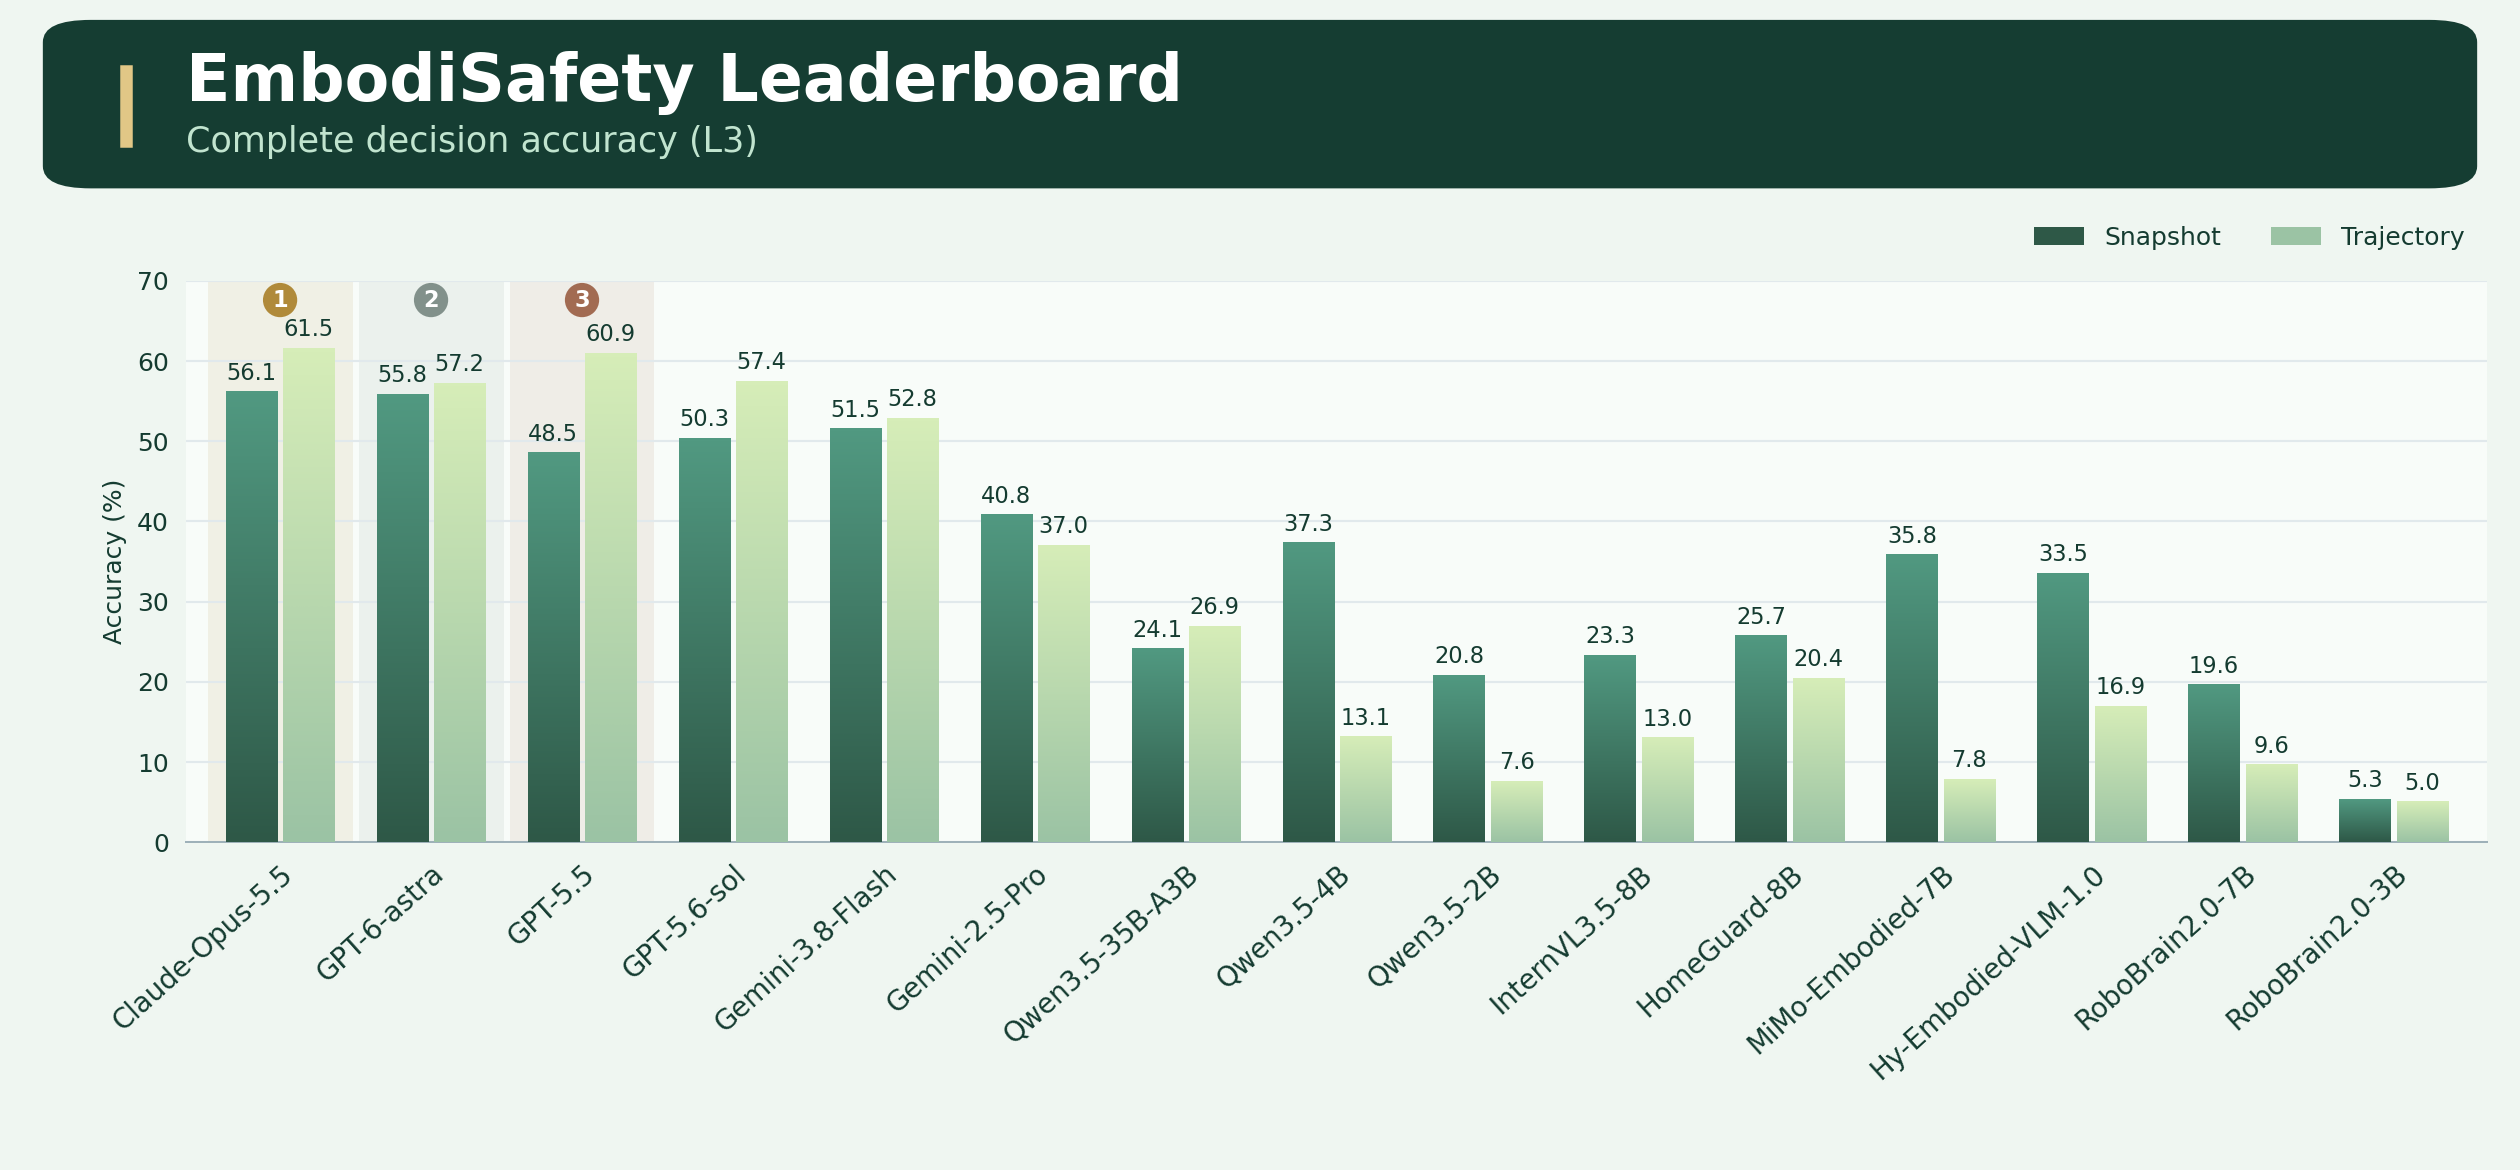 EmbodiSafety Leaderboard
Complete decision accuracy (L3)
Snapshot
Trajectory
Accuracy (%)
70
60
50
40
30
20
10
0
1
2
3
56.1
61.5
55.8
57.2
48.5
60.9
50.3
57.4
51.5
52.8
40.8
37.0
24.1
26.9
37.3
13.1
20.8
7.6
23.3
13.0
25.7
20.4
35.8
7.8
33.5
16.9
19.6
9.6
5.3
5.0
Claude-Opus-5.5
GPT-6-astra
GPT-5.5
GPT-5.6-sol
Gemini-3.8-Flash
Gemini-2.5-Pro
Qwen3.5-35B-A3B
Qwen3.5-4B
Qwen3.5-2B
InternVL3.5-8B
HomeGuard-8B
MiMo-Embodied-7B
Hy-Embodied-VLM-1.0
RoboBrain2.0-7B
RoboBrain2.0-3B